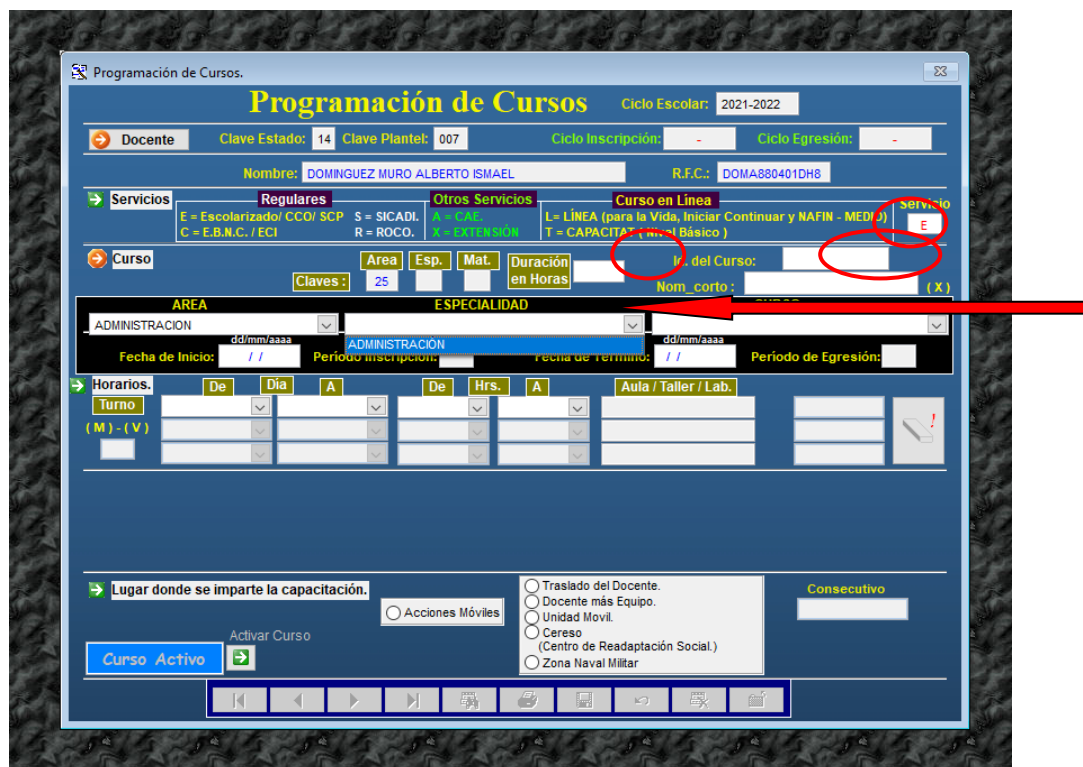 Programación de Cursos.
Programación de Cursos Ciclo Escolar: 2021-2022
Docente Clave Estado: 14 Clave Plantel: 007 Ciclo Inscripción: - Ciclo Egresión: -
Nombre: DOMINGUEZ MURO ALBERTO ISMAEL R.F.C.: DOMA880401DH8
Servicios Regulares Otros Servicios Curso en Línea Servicio
E = Escolarizado/ CCO/ SCP S = SICADI. A = CAE. L= LÍNEA (para la Vida, Iniciar Continuar y NAFIN - MEDIO) E
C = E.B.N.C. / ECI R = ROCO. X = EXTENSIÓN T = CAPACITAT ( Nivel Básico )
Curso Area Esp. Mat. Duración Id. del Curso:
Claves : 25 en Horas Nom_corto : ( X )
AREA ESPECIALIDAD
ADMINISTRACION
ADMINISTRACIÓN
dd/mm/aaaa dd/mm/aaaa
Fecha de Inicio: / / Período Inscripción: Fecha de Término: / / Período de Egresión:
Horarios. De Dia A De Hrs. A Aula / Taller / Lab.
Turno
( M ) - ( V )
Lugar donde se imparte la capacitación.
Acciones Móviles
Traslado del Docente.
Docente más Equipo.
Unidad Movil.
Cereso
(Centro de Readaptación Social.)
Zona Naval Militar
Consecutivo
Activar Curso
Curso Activo